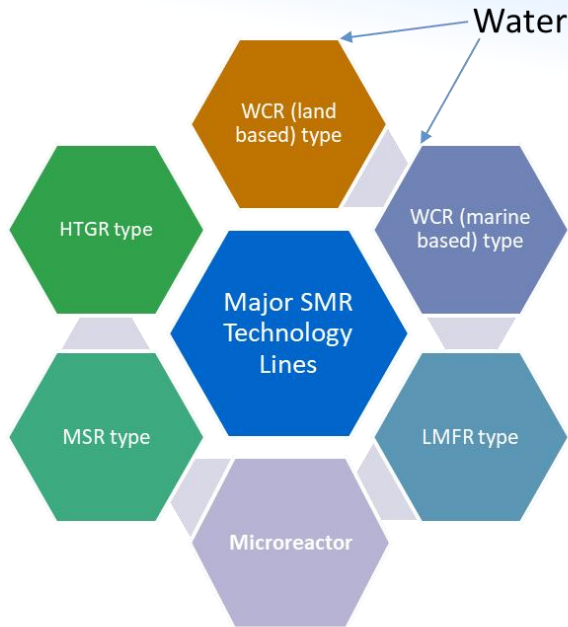 Water
WCR (land
based) type
HTGR type
WCR (marine
based) type
Major SMR
Technology
Lines
MSR type
LMFR type
Microreactor